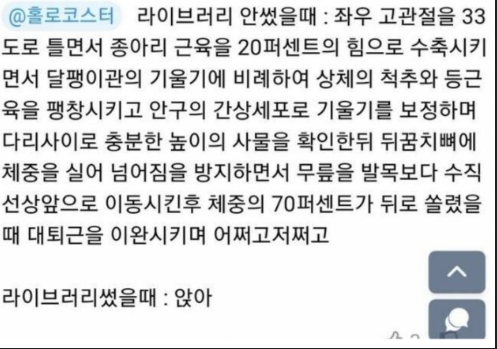 @홀로코스터 라이브러리 안썼을때 : 좌우 고관절을 33
도로 틀면서 종아리 근육을 20퍼센트의 힘으로 수축시키
면서 달팽이관의 기울기에 비례하여 상체의 척추와 등근
육을 팽창시키고 안구의 간상세포로 기울기를 보정하며
다리사이로 충분한 높이의 사물을 확인한뒤 뒤꿈치뼈에
체중을 실어 넘어짐을 방지하면서 무릎을 발목보다 수직
선상앞으로 이동시킨후 체중의 70퍼센트가 뒤로 쏠렸을
때 대퇴근을 이완시키며 어쩌고저쩌고
라이브러리썼을때 : 앉아